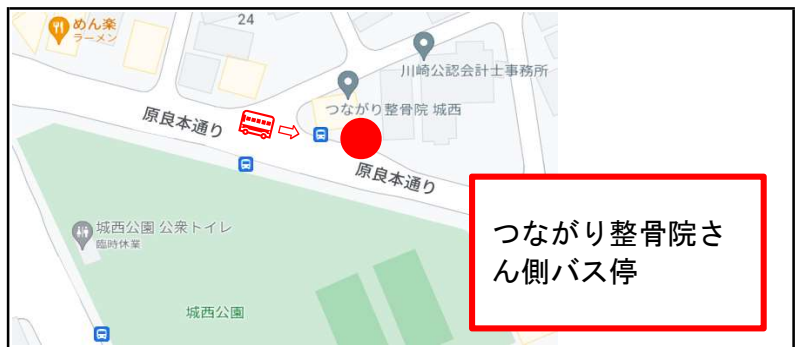 めん楽
ラーメン
24
川崎公認会計士事務所
つながり整骨院 城西
原良本通り
原良本通り
城西公園 公衆トイレ
臨時休業
城西公園
つながり整骨院さ
ん側バス停